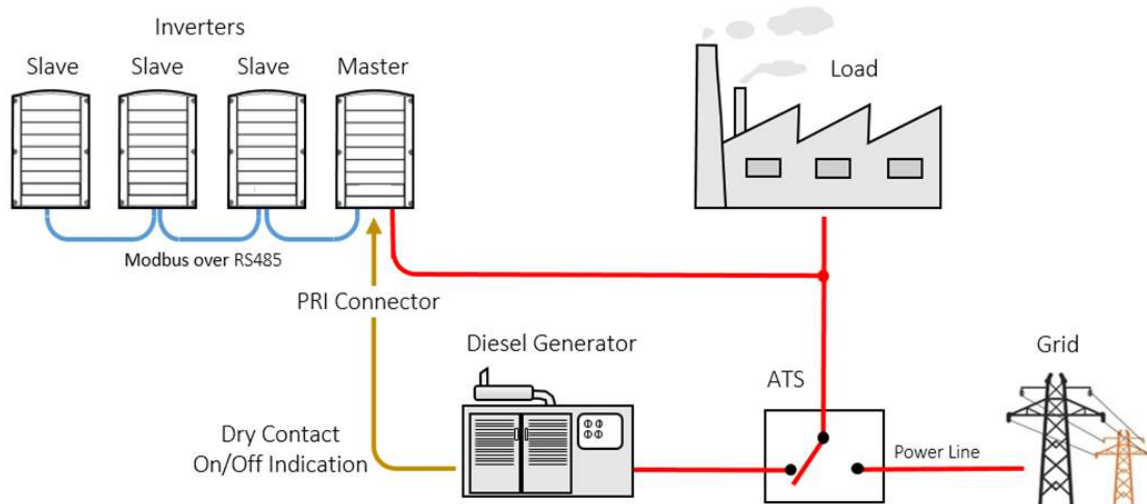 Inverters
Slave
Slave
Slave
Master
Load
Modbus over RS485
PRI Connector
Diesel Generator
Grid
ATS
Dry Contact
On/Off Indication
Power Line